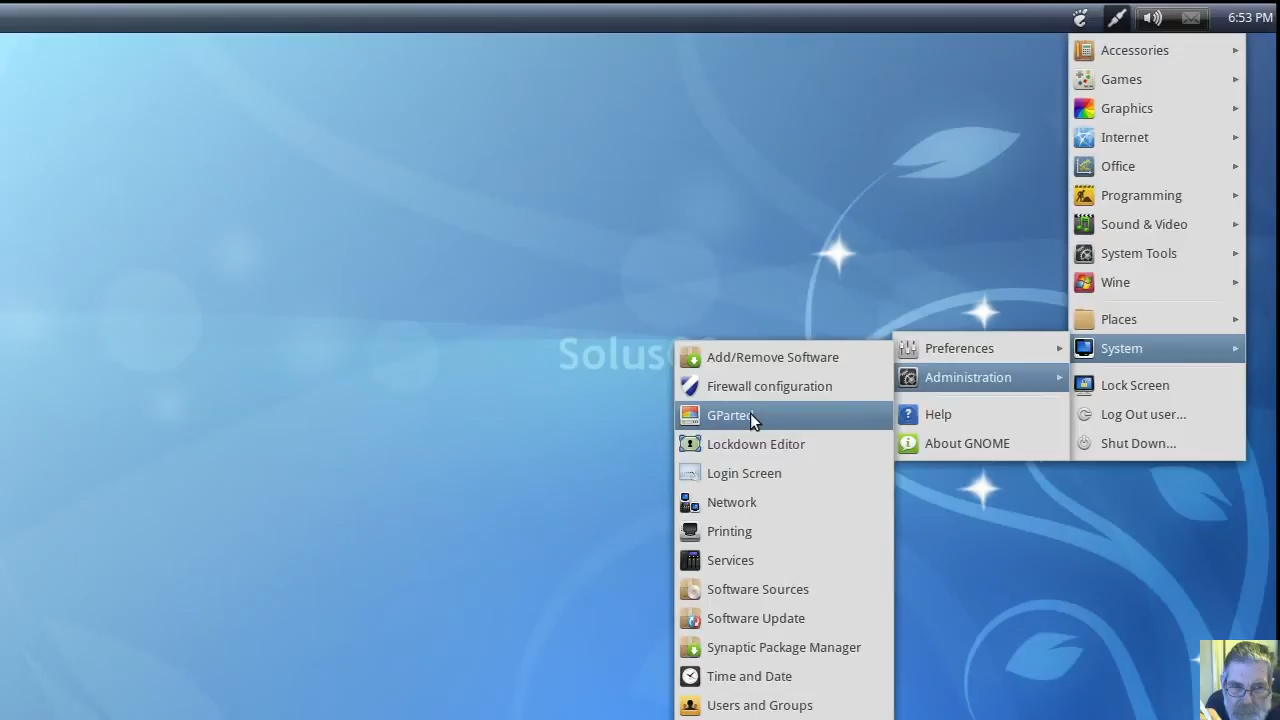 6:53 PM
Accessories
Games
Graphics
Internet
Office
Programming
Sound & Video
System Tools
Wine
Places
System
Lock Screen
Log Out user...
Shut Down...
Preferences
Administration
Help
About GNOME
Solus
Add/Remove Software
Firewall configuration
GParted
Lockdown Editor
Login Screen
Network
Printing
Services
Software Sources
Software Update
Synaptic Package Manager
Time and Date
Users and Groups